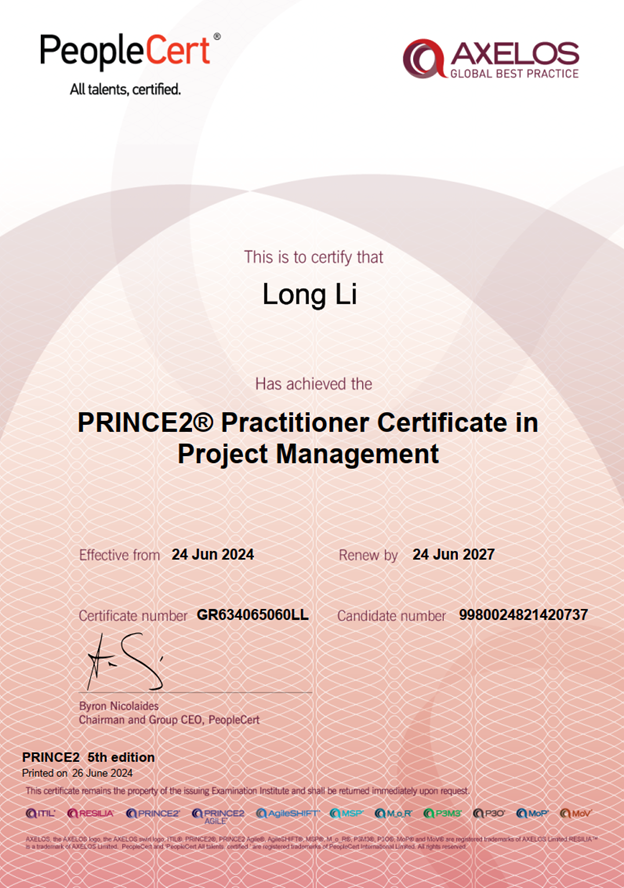 PeopleCert®
All talents, certified.
AXELOS
GLOBAL BEST PRACTICE
This is to certify that
Long Li
Has achieved the
PRINCE2® Practitioner Certificate in
Project Management
Effective from 24 Jun 2024 Renew by 24 Jun 2027
Certificate number GR634065060LL Candidate number 9980024821420737
Byron Nicolaides
Chairman and Group CEO, PeopleCert
PRINCE2 5th edition
Printed on 26 June 2024
This certificate remains the property of the issuing Examination Institute and shall be returned immediately upon request.
ITIL® RESILIA™ PRINCE2® PRINCE2 AGILE® AgileSHIFT® MSP® M_o_R® P3M3® P3O® MoP® MoV®
AXELOS, the AXELOS logo, the AXELOS swirl logo, ITIL®, PRINCE2®, PRINCE2 Agile®, AgileSHIFT®, MSP®, M_o_R®, P3M3®, P3O®, MoP® and MoV® are registered trademarks of AXELOS Limited. RESILIA™
is a trademark of AXELOS Limited. PeopleCert and PeopleCert All talents, certified.® are registered trademarks of PeopleCert International Limited. All rights reserved.